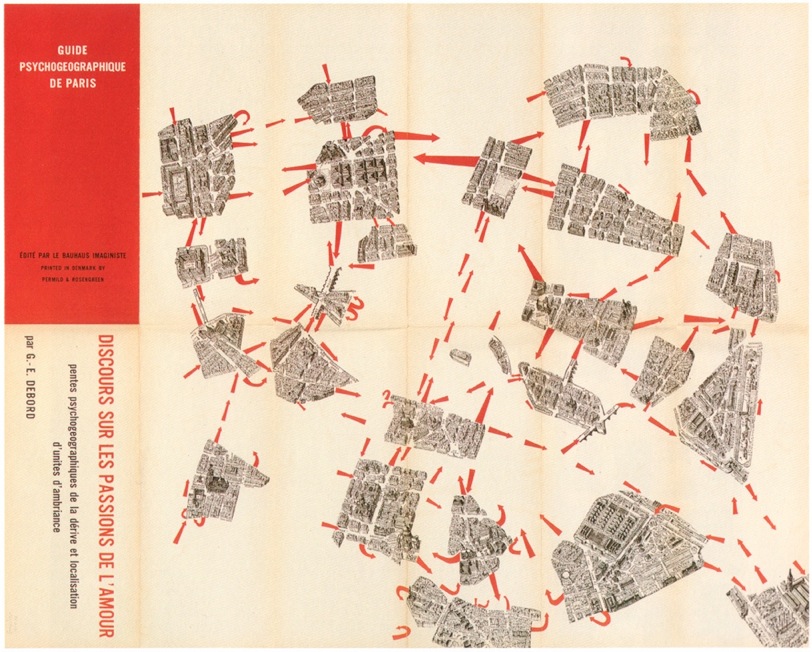 GUIDE
PSYCHOGEOGRAPHIQUE
DE PARIS
ÉDITÉ PAR LE BAUHAUS IMAGINISTE
PRINTED IN DENMARK BY
PERMILD & ROSENGREEN
DISCOURS SUR LES PASSIONS DE L'AMOUR
pentes psychogeographiques de la dérive et localisation
d'unites d'ambriance
par G.-E. DEBORD